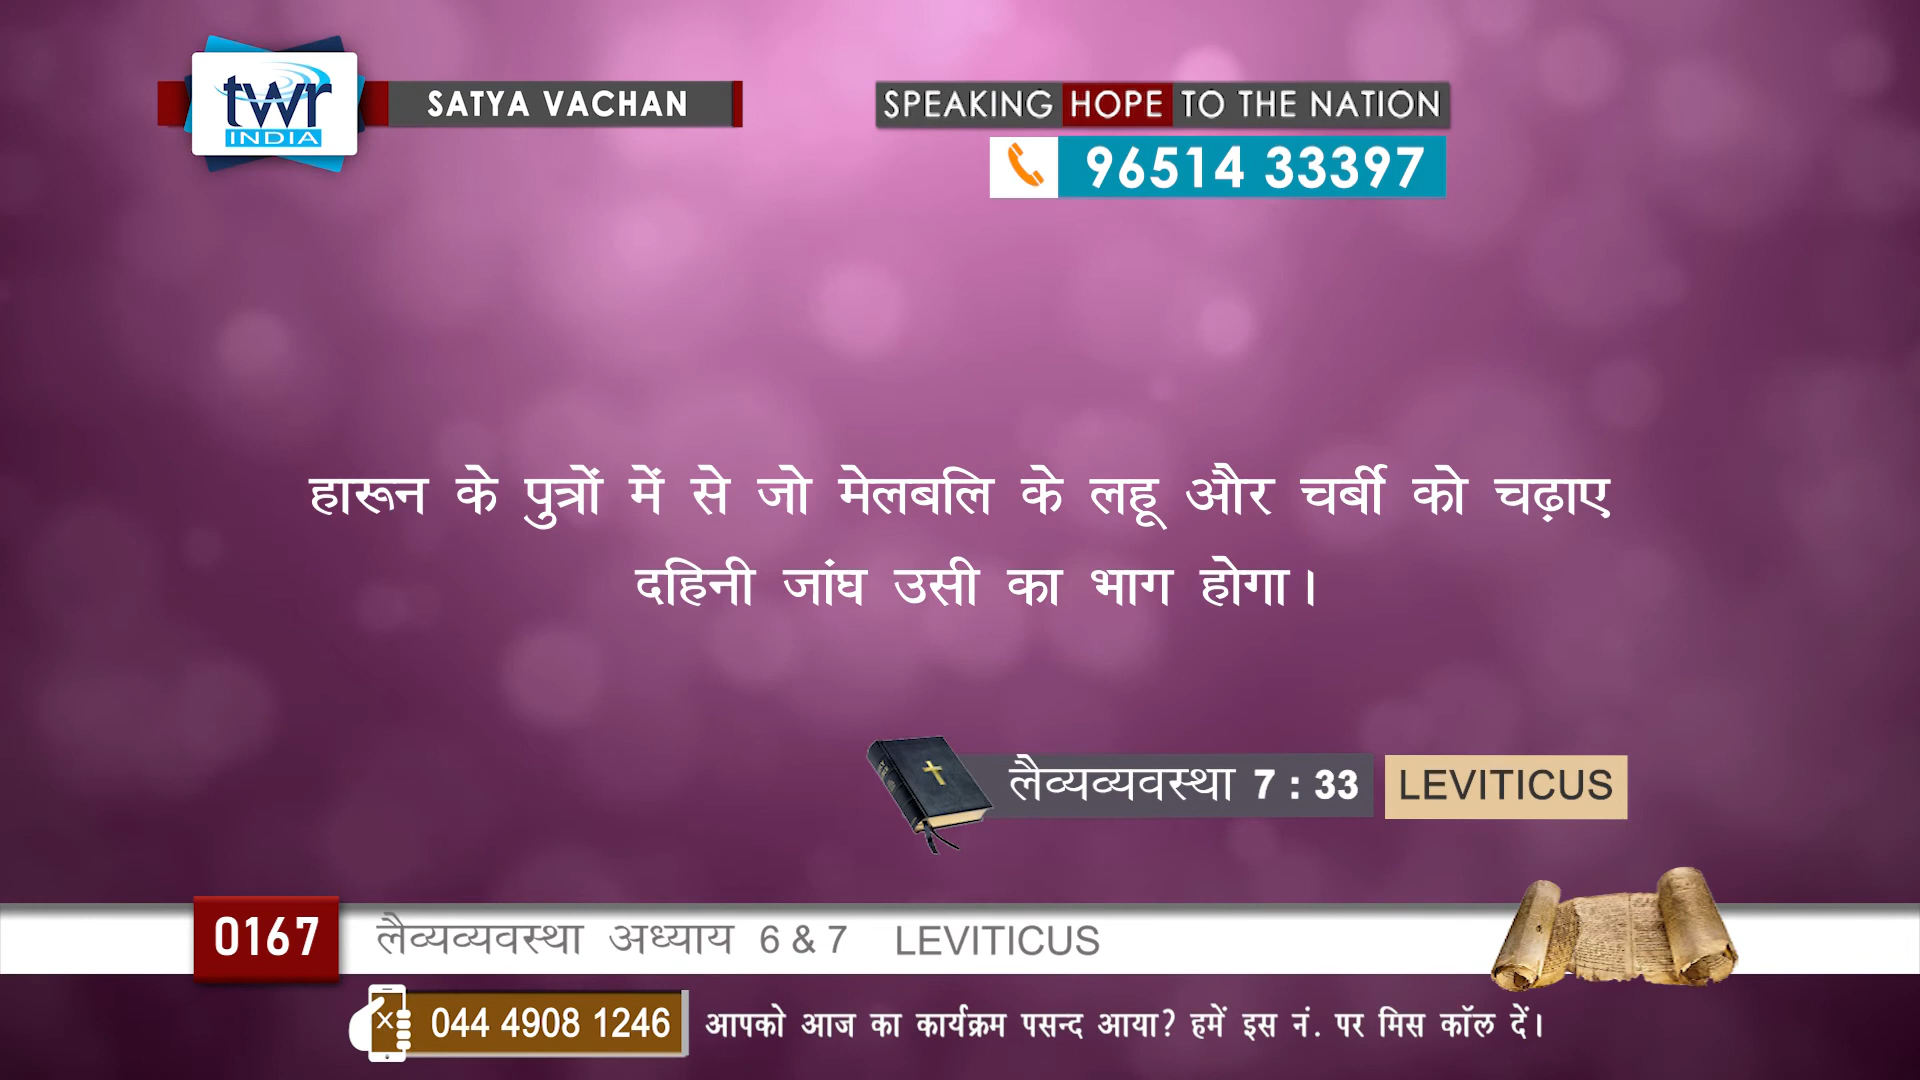 twr
INDIA
SATYA VACHAN
SPEAKING HOPE TO THE NATION
96514 33397
हारून के पुत्रों में से जो मेलबलि के लहू और चर्बी को चढ़ाए
दहिनी जांघ उसी का भाग होगा।
लैव्यव्यवस्था 7 : 33
LEVITICUS
0167
लैव्यव्यवस्था अध्याय 6 & 7 LEVITICUS
044 4908 1246
आपको आज का कार्यक्रम पसन्द आया? हमें इस नं. पर मिस कॉल दें।